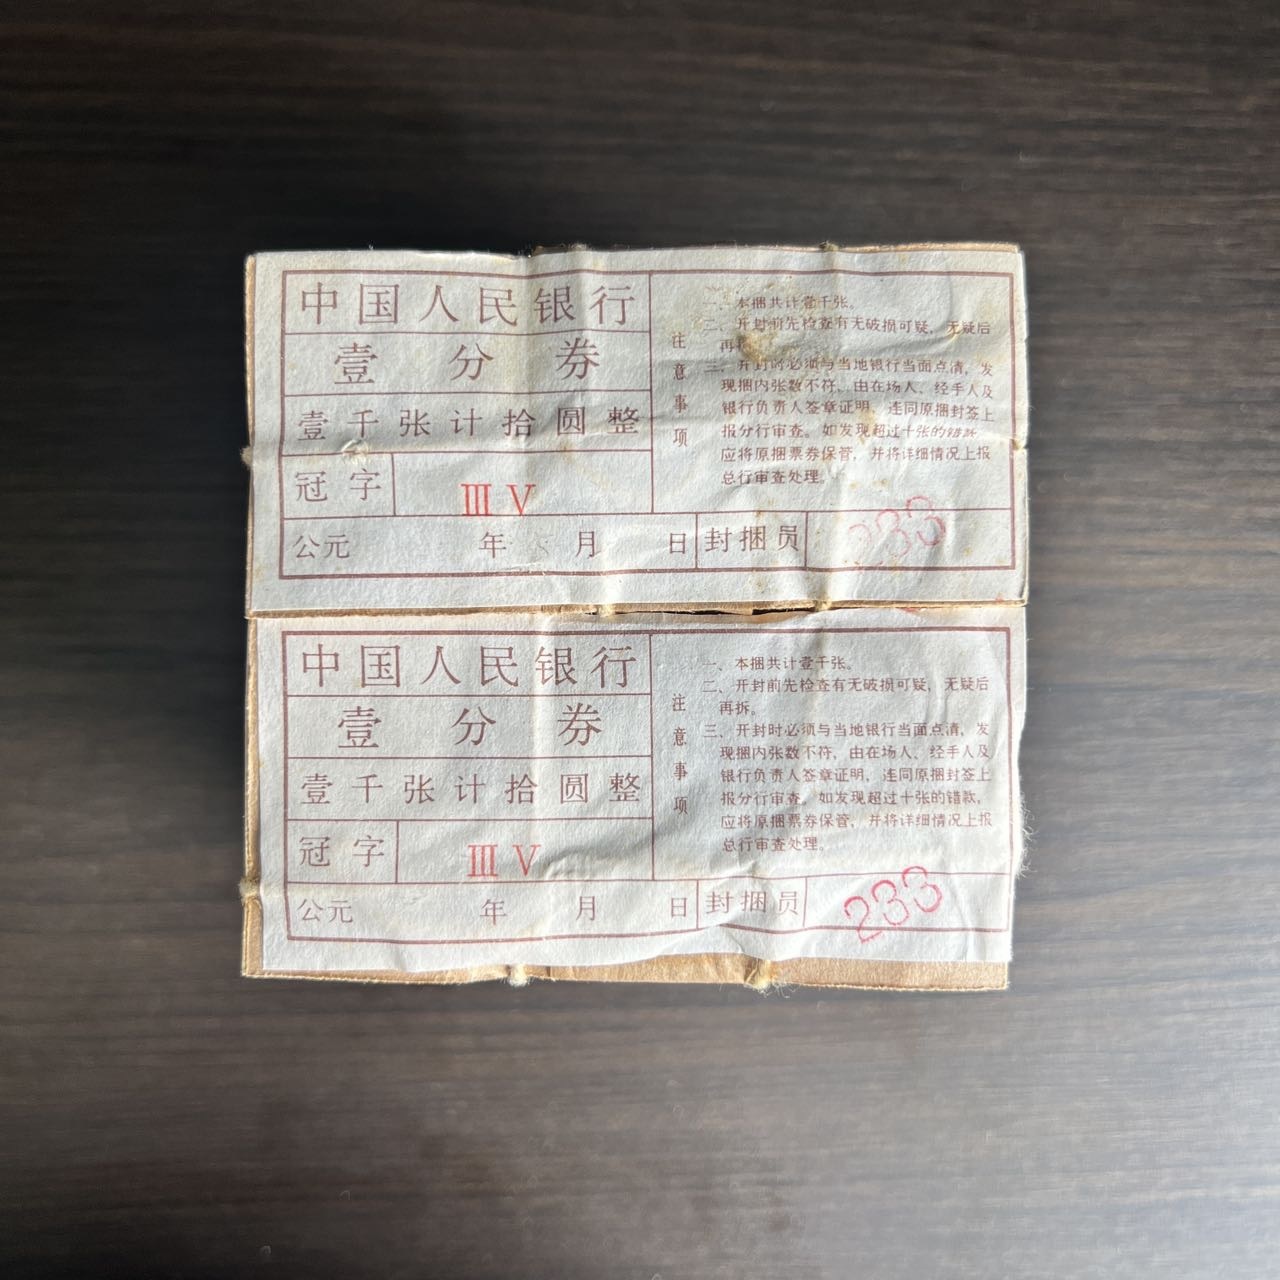 中国人民银行
壹分券
壹千张计拾圆整
冠字 ⅢⅤ
公元 年 月 日 封捆员 233
注意事项
一、本捆共计壹千张。
二、开封前先检查有无破损可疑，无疑后
再
三、开封时必须与当地银行当面点清，发
现捆内张数不符，由在场人、经手人及
银行负责人签章证明，连同原捆封签上
报分行审查。如发现超过十张的错款
应将原捆票券保管，并将详细情况上报
总行审查处理。
中国人民银行
壹分券
壹千张计拾圆整
冠字 ⅢⅤ
公元 年 月 日 封捆员 233
注意事项
一、本捆共计壹千张。
二、开封前先检查有无破损可疑，无疑后
再拆。
三、开封时必须与当地银行当面点清，发
现捆内张数不符，由在场人、经手人及
银行负责人签章证明，连同原捆封签上
报分行审查。如发现超过十张的错款，
应将原捆票券保管，并将详细情况上报
总行审查处理。